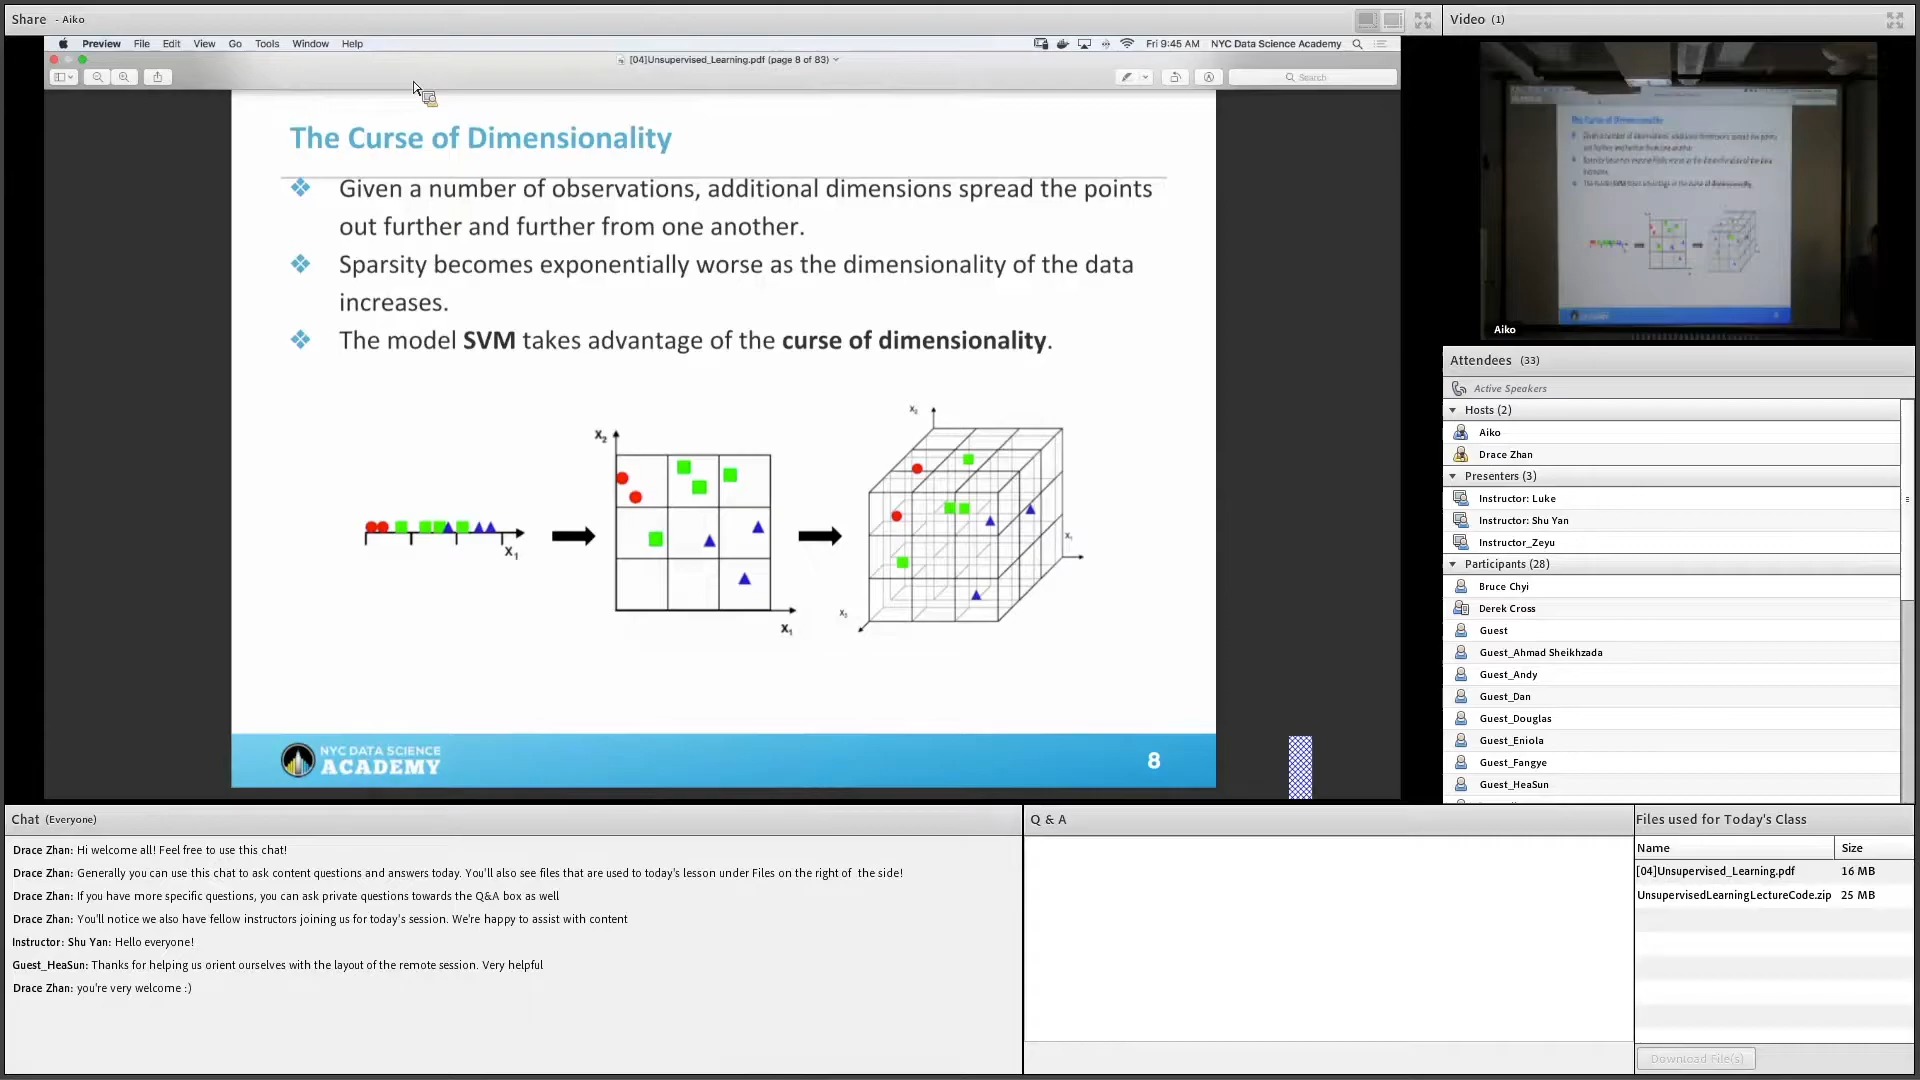 Share - Aiko
Preview File Edit View Go Tools Window Help
Fri 9:45 AM NYC Data Science Academy
[04]Unsupervised_Learning.pdf (page 8 of 83)
Search
The Curse of Dimensionality
Given a number of observations, additional dimensions spread the points
out further and further from one another.
Sparsity becomes exponentially worse as the dimensionality of the data
increases.
The model SVM takes advantage of the curse of dimensionality.
X1
X2
X1
X2
X1
X3
NYC DATA SCIENCE
ACADEMY
8
Video (1)
The Curse of Dimensionality
Aiko
Attendees (33)
Active Speakers
Hosts (2)
Aiko
Drace Zhan
Presenters (3)
Instructor: Luke
Instructor: Shu Yan
Instructor_Zeyu
Participants (28)
Bruce Chyi
Derek Cross
Guest
Guest_Ahmad Sheikhzada
Guest_Andy
Guest_Dan
Guest_Douglas
Guest_Eniola
Guest_Fangye
Guest_HeaSun
Chat (Everyone)
Drace Zhan: Hi welcome all! Feel free to use this chat!
Drace Zhan: Generally you can use this chat to ask content questions and answers today. You'll also see files that are used to today's lesson under Files on the right of the side!
Drace Zhan: If you have more specific questions, you can ask private questions towards the Q&A box as well
Drace Zhan: You'll notice we also have fellow instructors joining us for today's session. We're happy to assist with content
Instructor: Shu Yan: Hello everyone!
Guest_HeaSun: Thanks for helping us orient ourselves with the layout of the remote session. Very helpful
Drace Zhan: you're very welcome :)
Q & A
Files used for Today's Class
Name Size
[04]Unsupervised_Learning.pdf 16 MB
UnsupervisedLearningLectureCode.zip 25 MB
Download File(s)